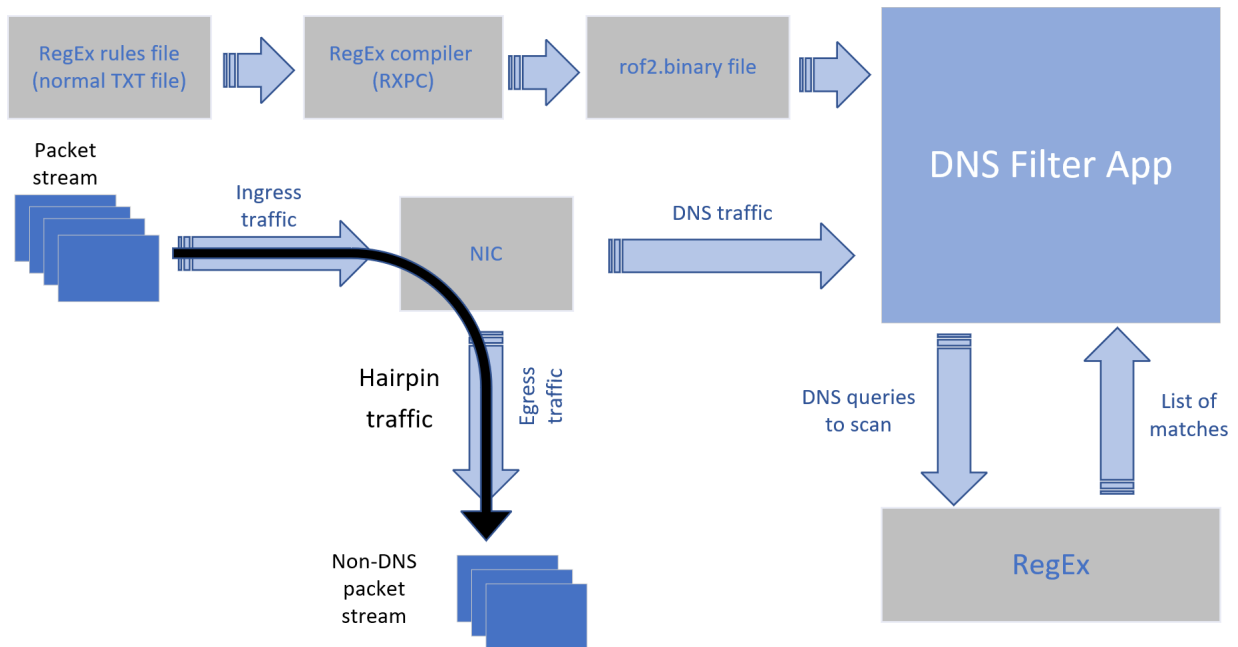 RegEx rules file
(normal TXT file)
RegEx compiler
(RXPC)
rof2.binary file
DNS Filter App
Packet
stream
Ingress
traffic
NIC
DNS traffic
Hairpin
traffic
Egress
traffic
DNS queries
to scan
List of
matches
Non-DNS
packet
stream
RegEx